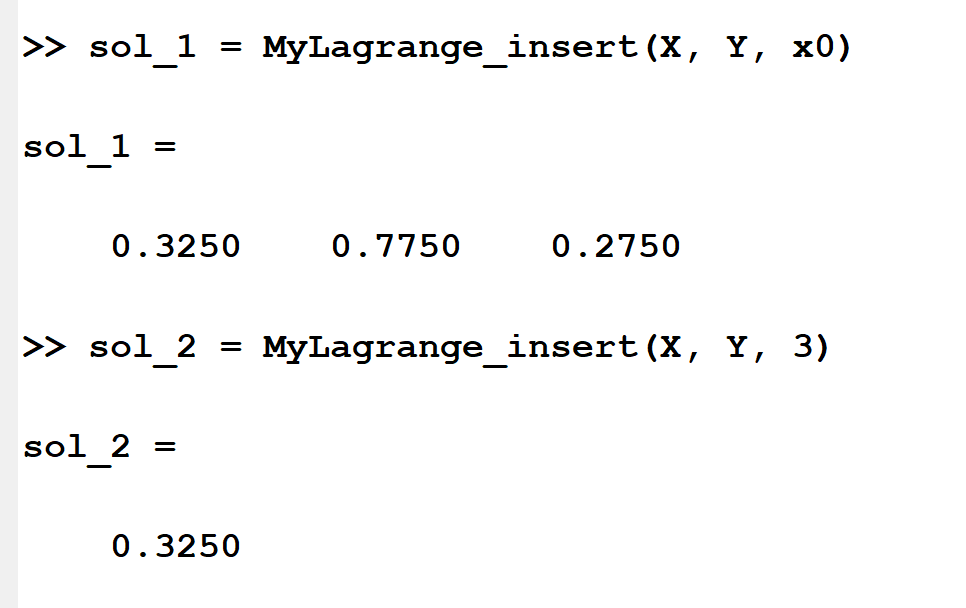 >> sol_1 = MyLagrange_insert(X, Y, x0)
sol_1 =
0.3250    0.7750    0.2750
>> sol_2 = MyLagrange_insert(X, Y, 3)
sol_2 =
0.3250